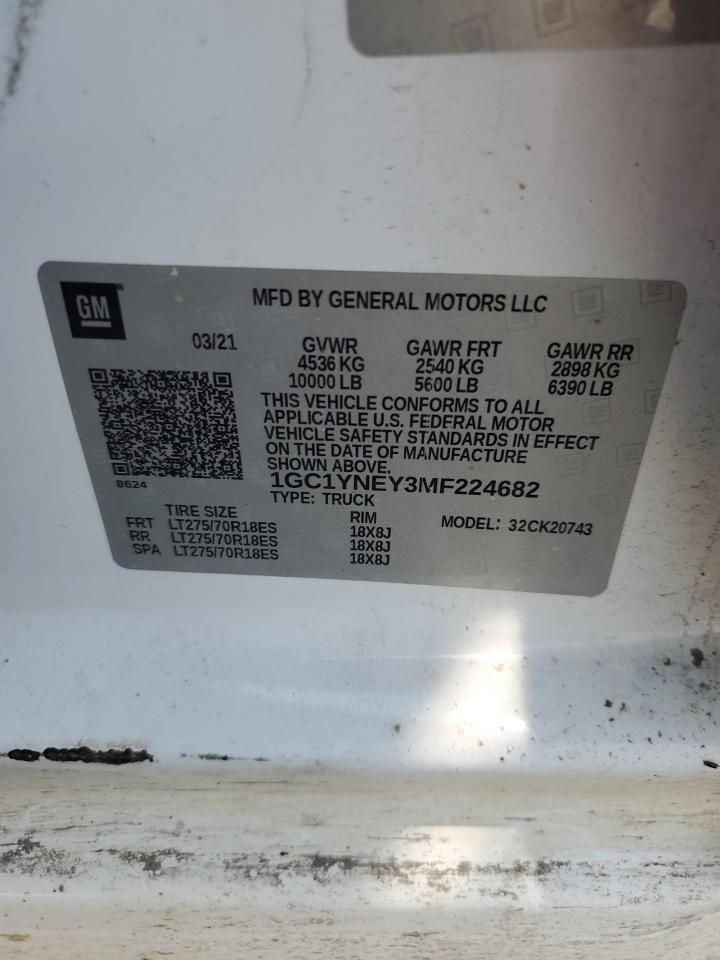 GM
MFD BY GENERAL MOTORS LLC
03/21 GVWR GAWR FRT GAWR RR
4536 KG 2540 KG 2898 KG
10000 LB 5600 LB 6390 LB
THIS VEHICLE CONFORMS TO ALL
APPLICABLE U.S. FEDERAL MOTOR
VEHICLE SAFETY STANDARDS IN EFFECT
ON THE DATE OF MANUFACTURE
SHOWN ABOVE.
8624
1GC1YNEY3MF224682
TYPE: TRUCK
TIRE SIZE RIM MODEL: 32CK20743
FRT LT275/70R18ES 18X8J
RR LT275/70R18ES 18X8J
SPA LT275/70R18ES 18X8J